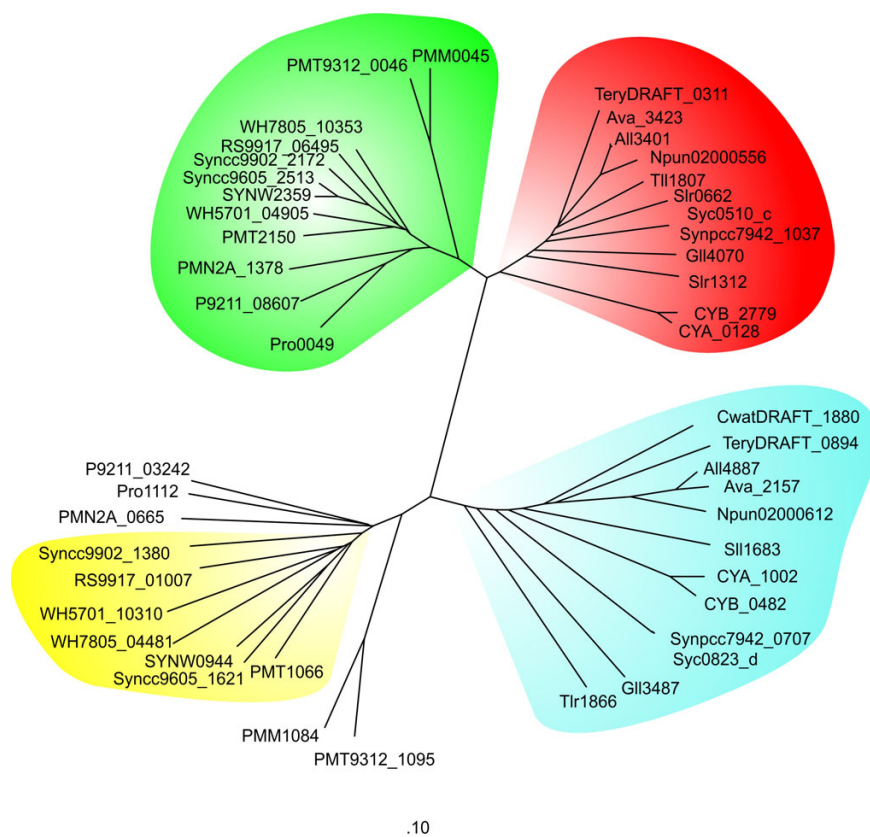 PMT9312_0046
PMM0045
WH7805_10353
RS9917_06495
Syncc9902_2172
Syncc9605_2513
SYNW2359
WH5701_04905
PMT2150
PMN2A_1378
P9211_08607
Pro0049
TeryDRAFT_0311
Ava_3423
All3401
Npun02000556
Tll1807
Slr0662
Syc0510_c
Synpcc7942_1037
Gll4070
Slr1312
CYB_2779
CYA_0128
P9211_03242
Pro1112
PMN2A_0665
Syncc9902_1380
RS9917_01007
WH5701_10310
WH7805_04481
SYNW0944
Syncc9605_1621
PMT1066
PMM1084
PMT9312_1095
CwatDRAFT_1880
TeryDRAFT_0894
All4887
Ava_2157
Npun02000612
Sll1683
CYA_1002
CYB_0482
Synpcc7942_0707
Syc0823_d
Gll3487
Tlr1866
.10